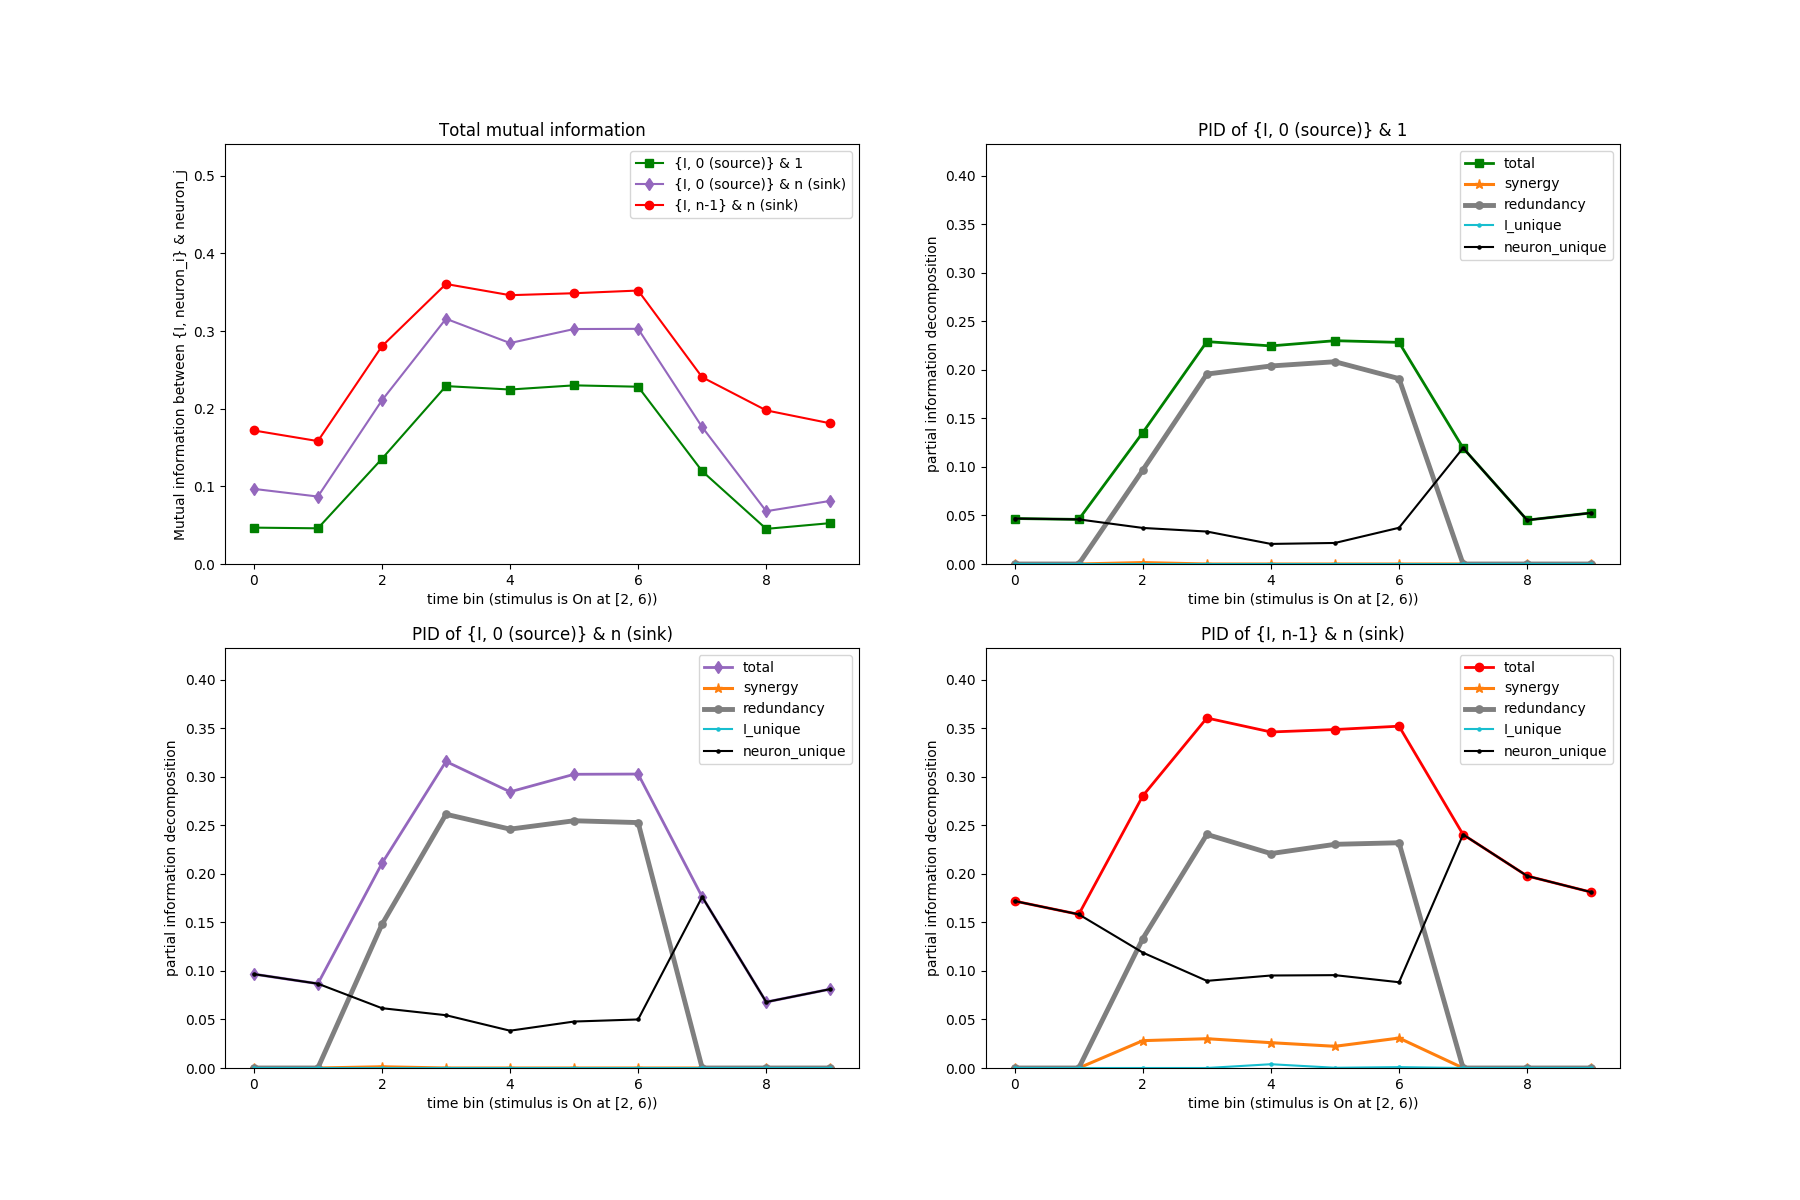 Total mutual information
Mutual information between {I, neuron_i} & neuron_j
0.5
0.4
0.3
0.2
0.1
0.0
{I, 0 (source)} & 1
{I, 0 (source)} & n (sink)
{I, n-1} & n (sink)
0 2 4 6 8
time bin (stimulus is On at [2, 6))
PID of {I, 0 (source)} & 1
partial information decomposition
0.40
0.35
0.30
0.25
0.20
0.15
0.10
0.05
0.00
total
synergy
redundancy
I_unique
neuron_unique
0 2 4 6 8
time bin (stimulus is On at [2, 6))
PID of {I, 0 (source)} & n (sink)
partial information decomposition
0.40
0.35
0.30
0.25
0.20
0.15
0.10
0.05
0.00
total
synergy
redundancy
I_unique
neuron_unique
0 2 4 6 8
time bin (stimulus is On at [2, 6))
PID of {I, n-1} & n (sink)
partial information decomposition
0.40
0.35
0.30
0.25
0.20
0.15
0.10
0.05
0.00
total
synergy
redundancy
I_unique
neuron_unique
0 2 4 6 8
time bin (stimulus is On at [2, 6))